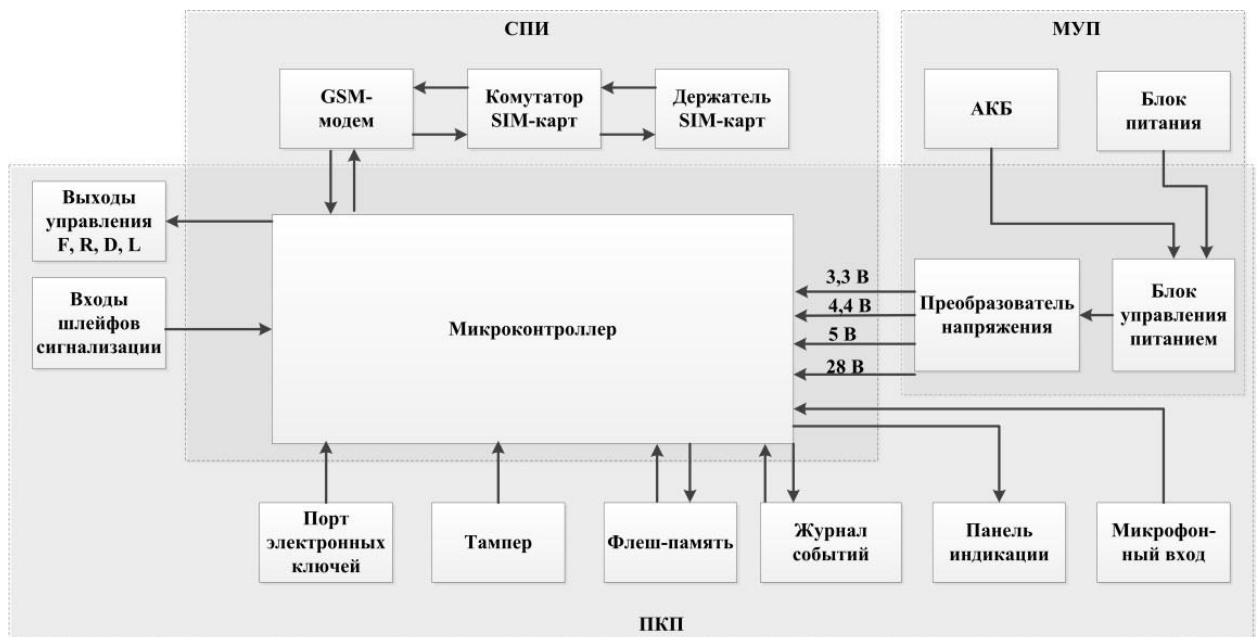 СПИ
МУП
GSM-
модем
Комутатор
SIM-карт
Держатель
SIM-карт
АКБ
Блок
питания
Выходы
управления
F, R, D, L
Входы
шлейфов
сигнализации
Микроконтроллер
3,3 В
4,4 В
5 В
28 В
Преобразователь
напряжения
Блок
управления
питанием
Порт
электронных
ключей
Тампер
Флеш-память
Журнал
событий
Панель
индикации
Микрофон-
ный вход
ПКП